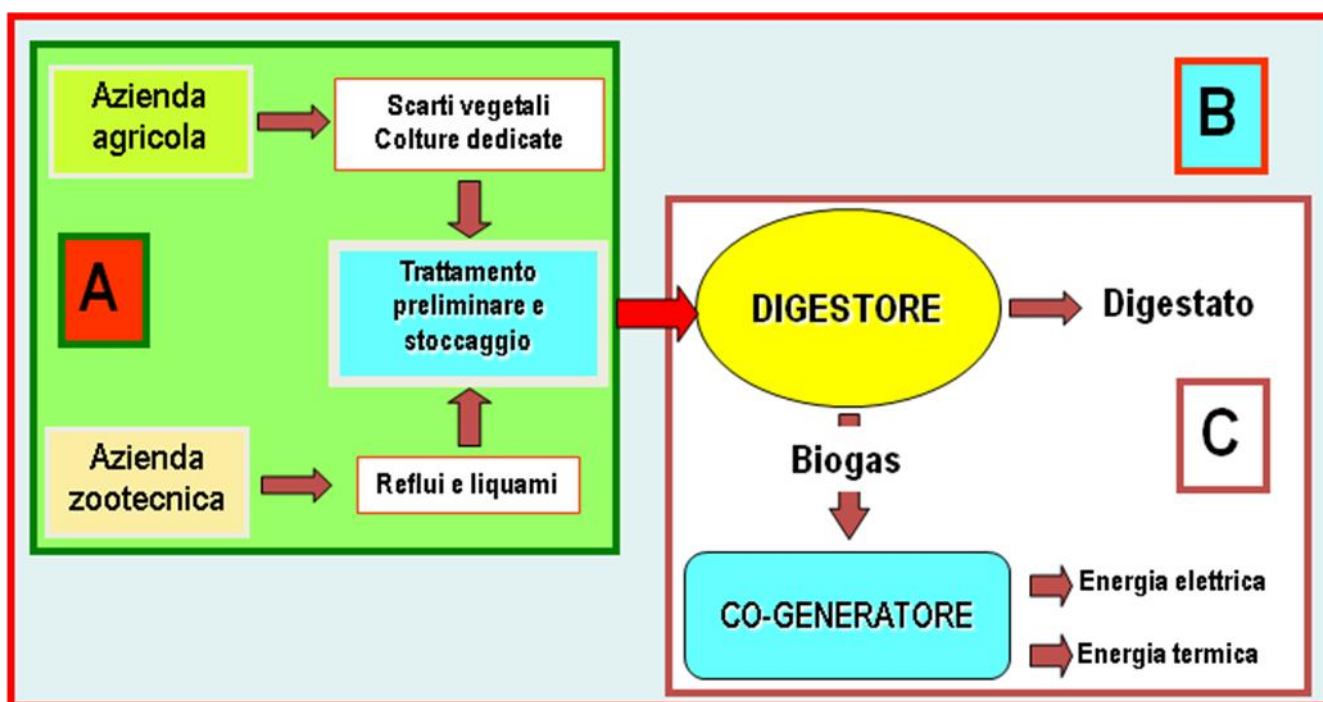 Azienda
agricola
Scarti vegetali
Colture dedicate
B
A
Trattamento
preliminare e
stoccaggio
DIGESTORE
Digestato
Azienda
zootecnica
Reflui e liquami
Biogas
C
CO-GENERATORE
Energia elettrica
Energia termica